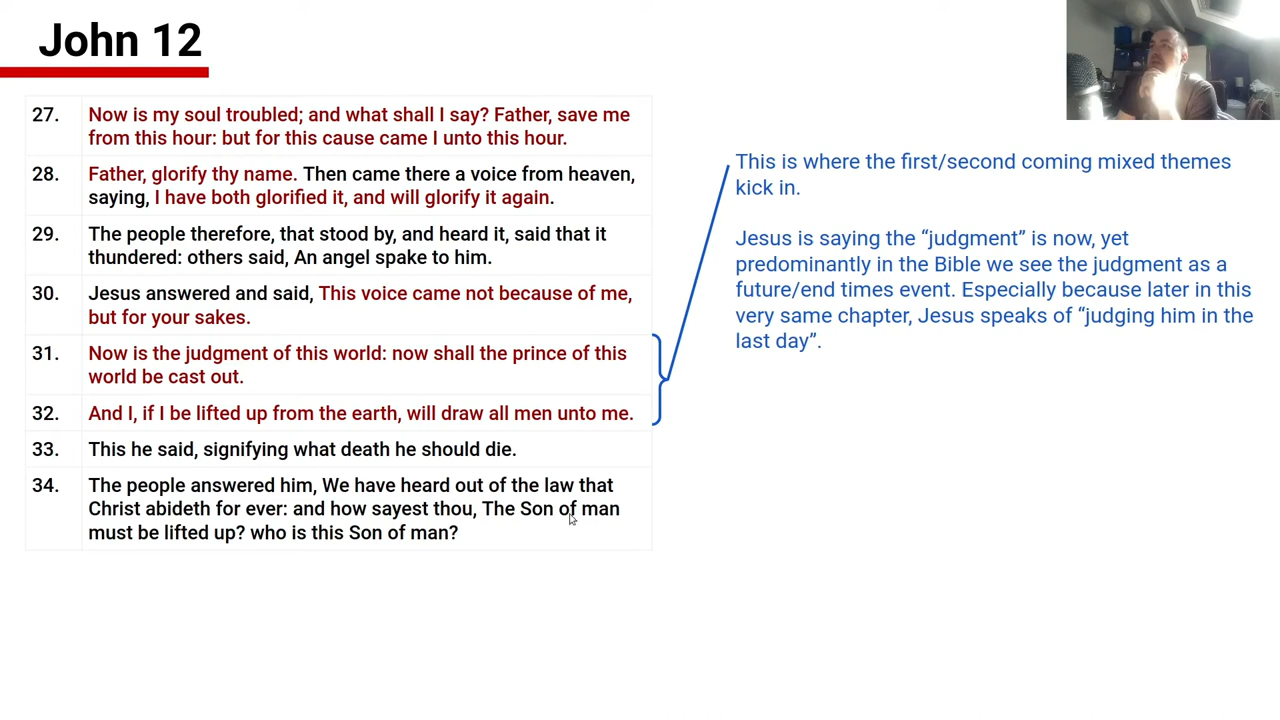 John 12
27. Now is my soul troubled; and what shall I say? Father, save me
from this hour: but for this cause came I unto this hour.
28. Father, glorify thy name. Then came there a voice from heaven,
saying, I have both glorified it, and will glorify it again.
29. The people therefore, that stood by, and heard it, said that it
thundered: others said, An angel spake to him.
30. Jesus answered and said, This voice came not because of me,
but for your sakes.
31. Now is the judgment of this world: now shall the prince of this
world be cast out.
32. And I, if I be lifted up from the earth, will draw all men unto me.
33. This he said, signifying what death he should die.
34. The people answered him, We have heard out of the law that
Christ abideth for ever: and how sayest thou, The Son of man
must be lifted up? who is this Son of man?
This is where the first/second coming mixed themes
kick in.
Jesus is saying the “judgment” is now, yet
predominantly in the Bible we see the judgment as a
future/end times event. Especially because later in this
very same chapter, Jesus speaks of “judging him in the
last day”.